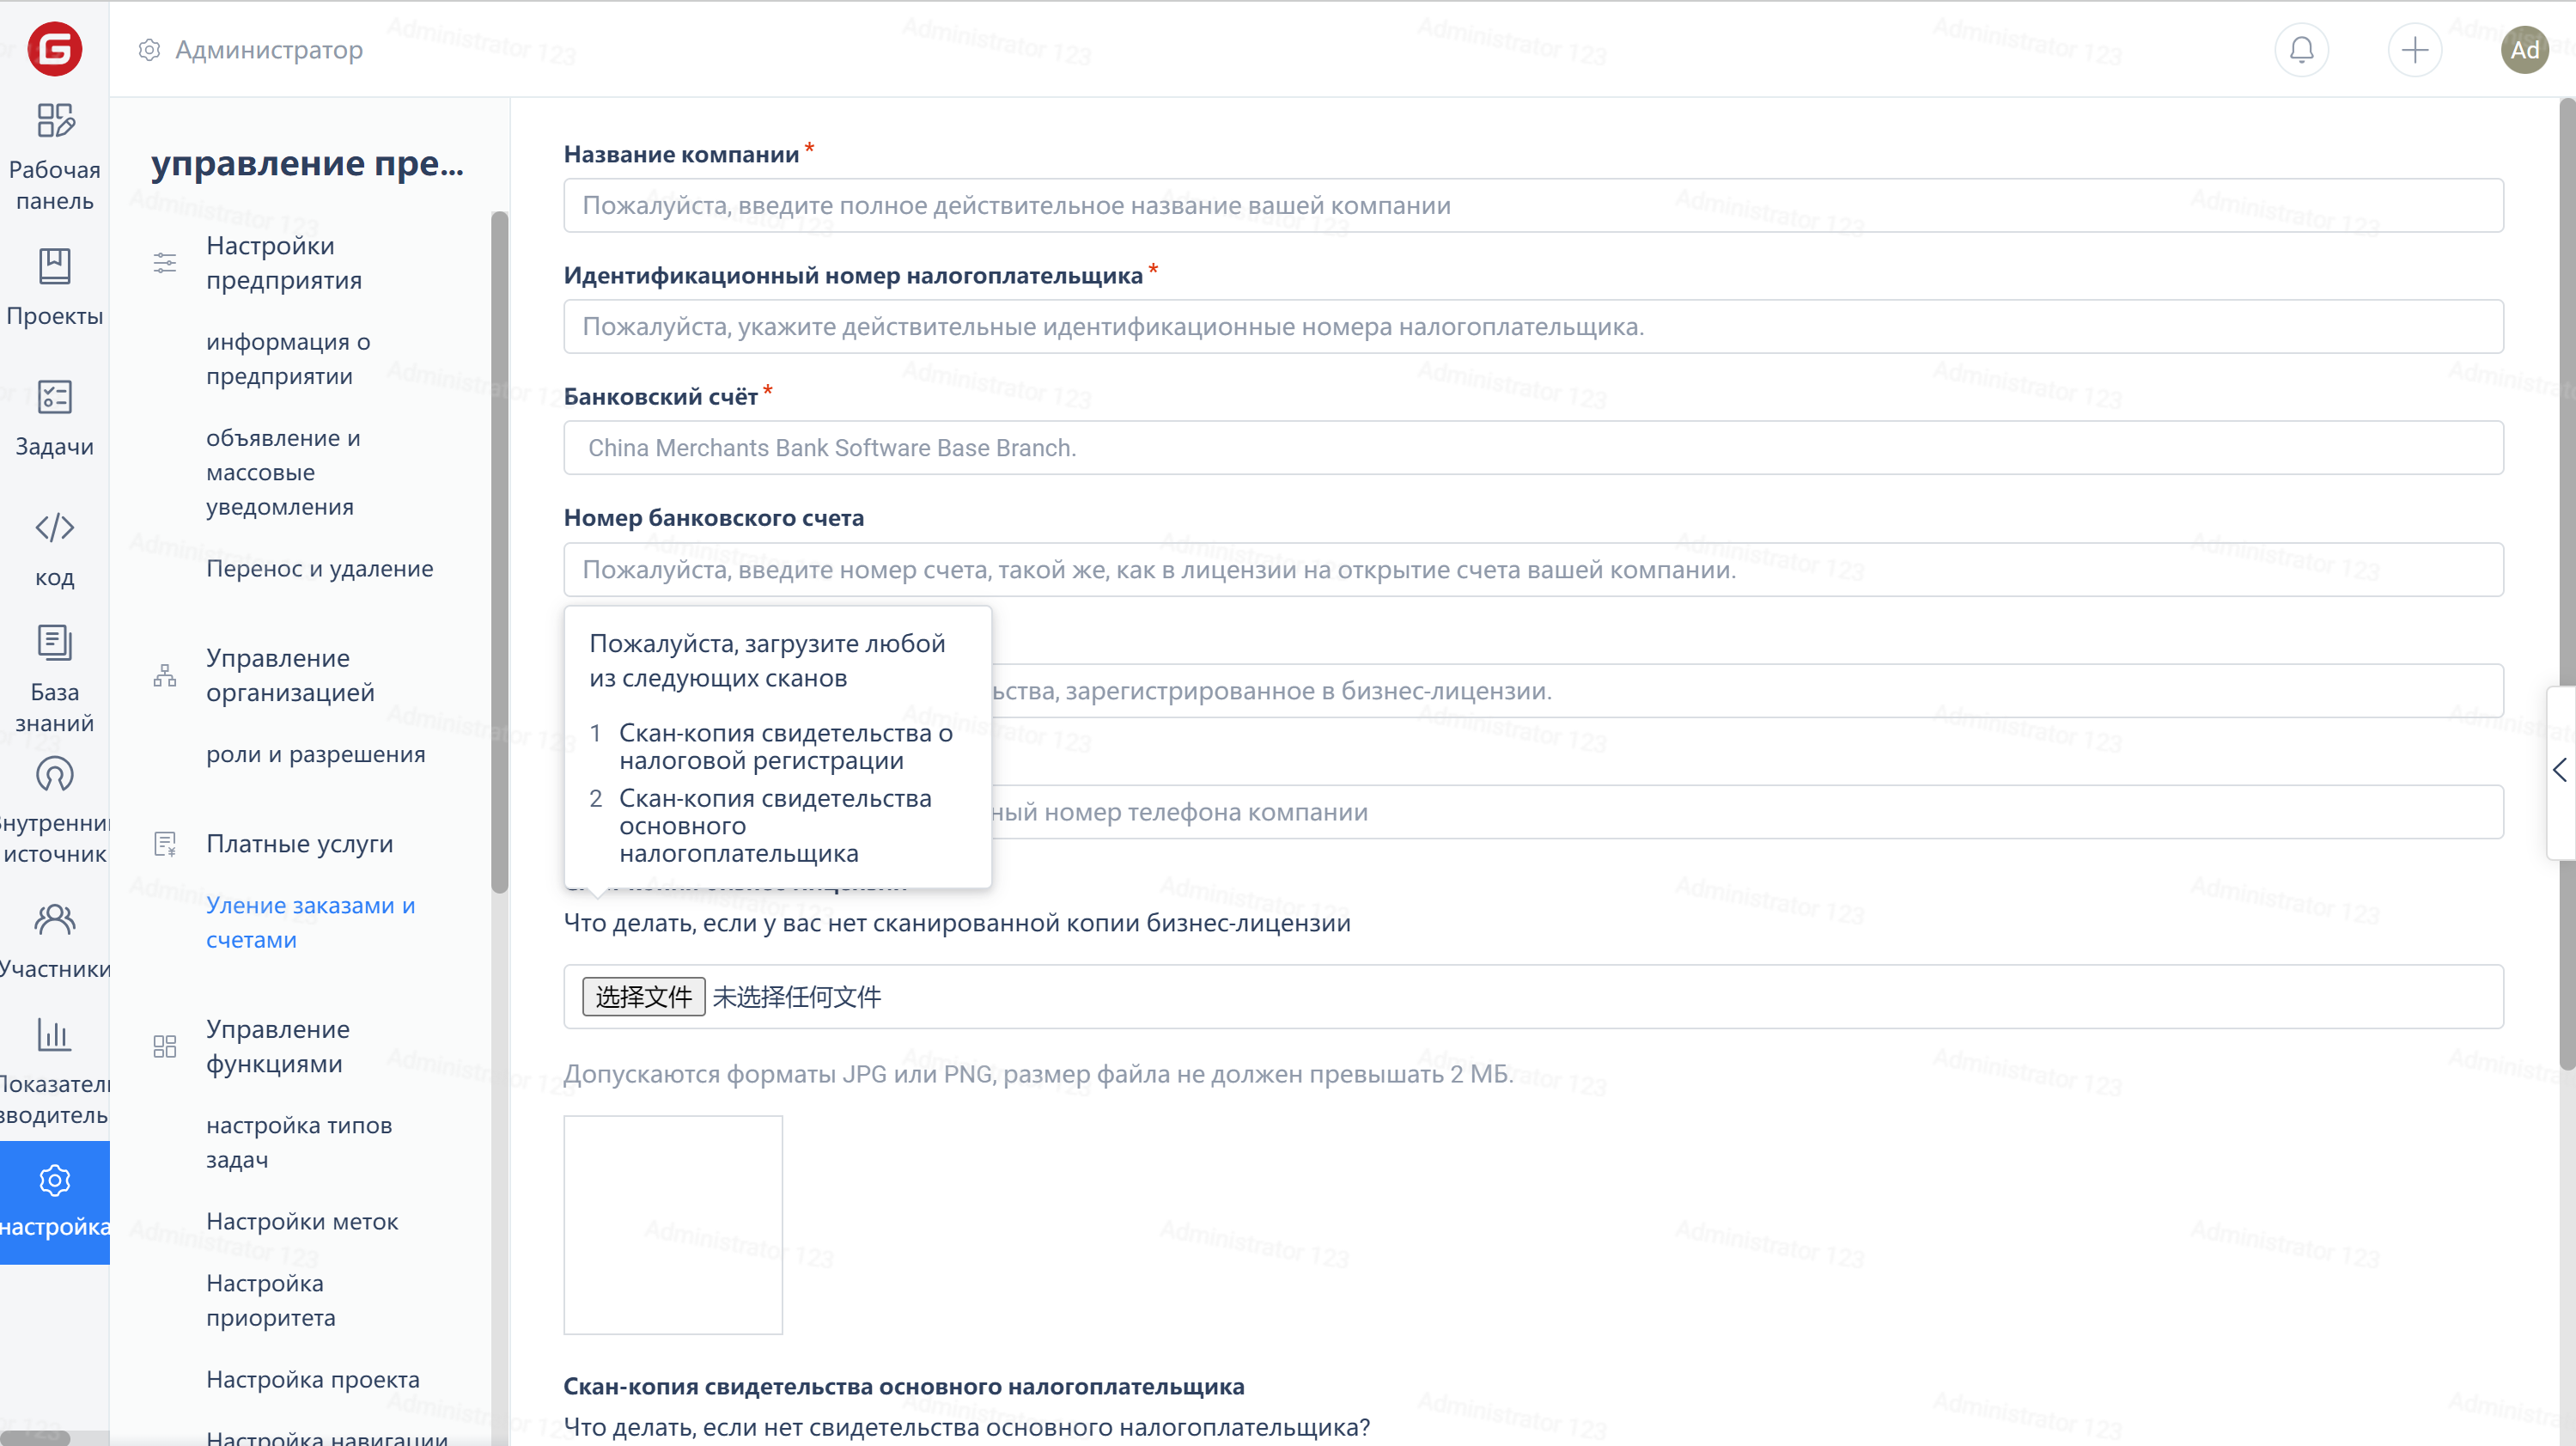 Администратор
Ad
Рабочая
панель
Проекты
Задачи
код
База
знаний
источник
Участники
настройка
управление пре...
Настройки
предприятия
информация о
предприятии
объявление и
массовые
уведомления
Перенос и удаление
Управление
организацией
роли и разрешения
Платные услуги
Уление заказами и
счетами
Управление
функциями
настройка типов
задач
Настройки меток
Настройка
приоритета
Настройка проекта
Настройка навигации
Название компании *
Пожалуйста, введите полное действительное название вашей компании
Идентификационный номер налогоплательщика *
Пожалуйста, укажите действительные идентификационные номера налогоплательщика.
Банковский счёт *
China Merchants Bank Software Base Branch.
Номер банковского счета
Пожалуйста, введите номер счета, такой же, как в лицензии на открытие счета вашей компании.
Пожалуйста, загрузите любой
из следующих сканов
1 Скан-копия свидетельства о
налоговой регистрации
2 Скан-копия свидетельства
основного
налогоплательщика
ьства, зарегистрированное в бизнес-лицензии.
ный номер телефона компании
Что делать, если у вас нет сканированной копии бизнес-лицензии
选择文件 未选择任何文件
Допускаются форматы JPG или PNG, размер файла не должен превышать 2 МБ.
Скан-копия свидетельства основного налогоплательщика
Что делать, если нет свидетельства основного налогоплательщика?
Administrator 123